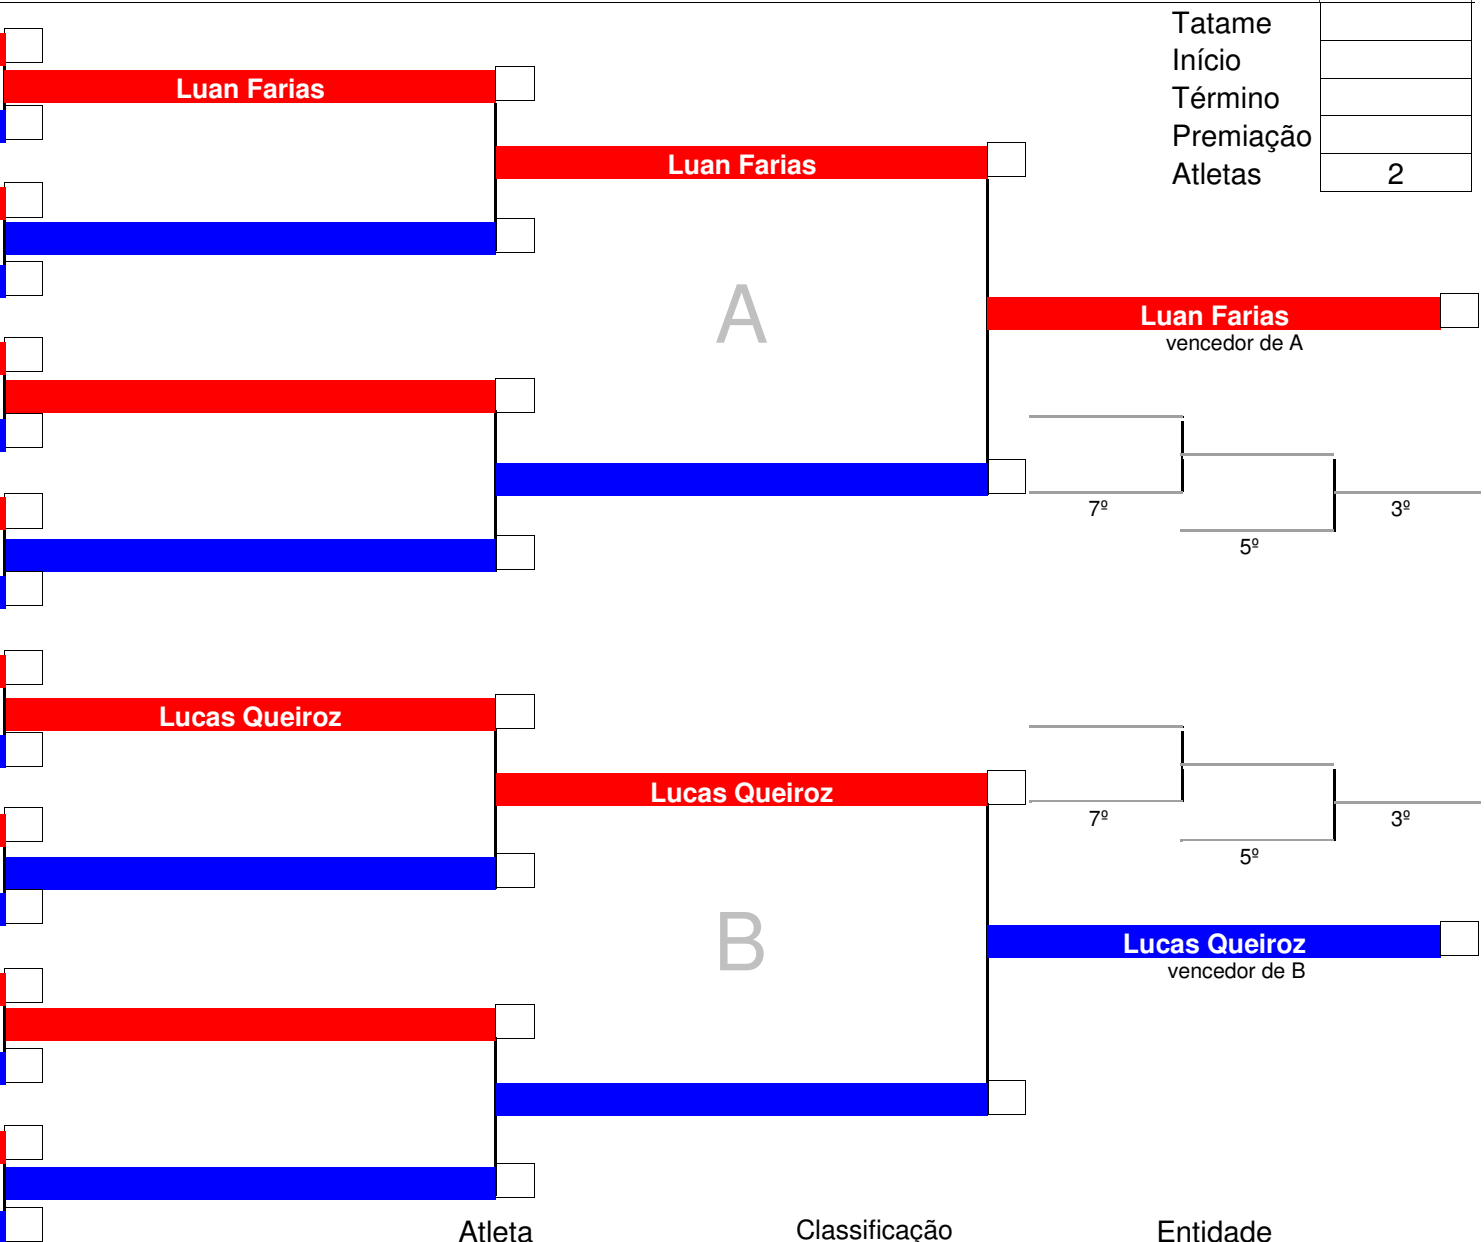 Tatame
Início
Término
Premiação
Atletas 2
Luan Farias
Luan Farias
A
Luan Farias
vencedor de A
7º
3º
5º
Lucas Queiroz
Lucas Queiroz
7º
3º
5º
B
Lucas Queiroz
vencedor de B
Atleta Classificação Entidade